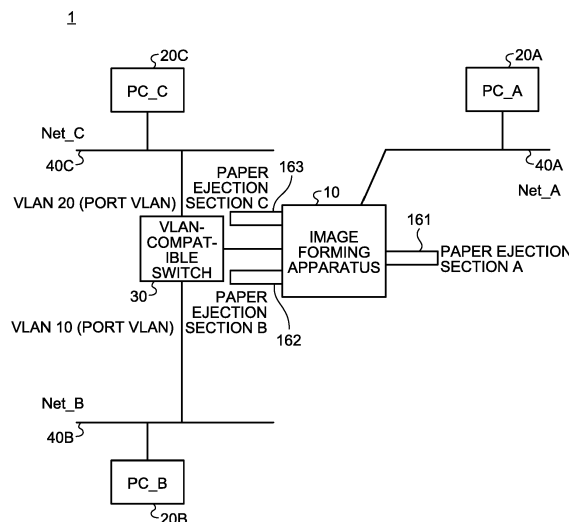 1
20C
PC_C
20A
PC_A
Net_C
40C
40A
Net_A
PAPER
EJECTION
SECTION C
163
10
VLAN 20 (PORT VLAN)
VLAN-
COMPAT-
IBLE
SWITCH
30
IMAGE
FORMING
APPARATUS
161
PAPER EJECTION
SECTION A
PAPER
EJECTION
SECTION B
162
VLAN 10 (PORT VLAN)
Net_B
40B
PC_B
20B